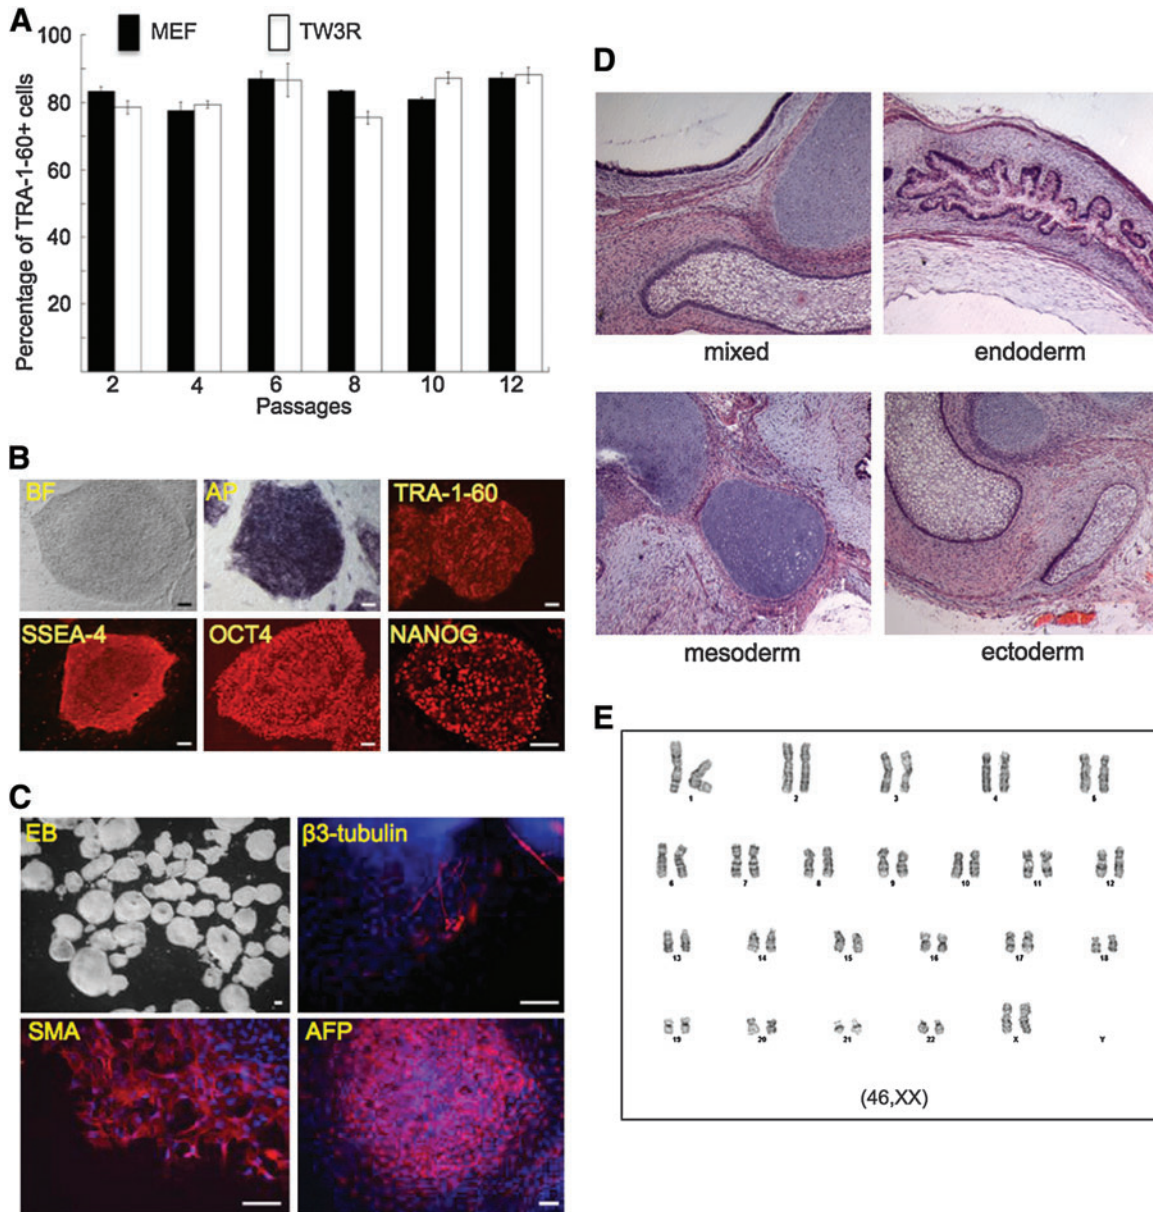 A
MEF
TW3R
Percentage of TRA-1-60+ cells
100
80
60
40
20
2 4 6 8 10 12
Passages
B
BF
AP
TRA-1-60
SSEA-4
OCT4
NANOG
C
EB
β3-tubulin
SMA
AFP
D
mixed
endoderm
mesoderm
ectoderm
E
1 2 3 4 5
6 7 8 9 10 11 12
13 14 15 16 17 18
19 20 21 22 X Y
(46,XX)